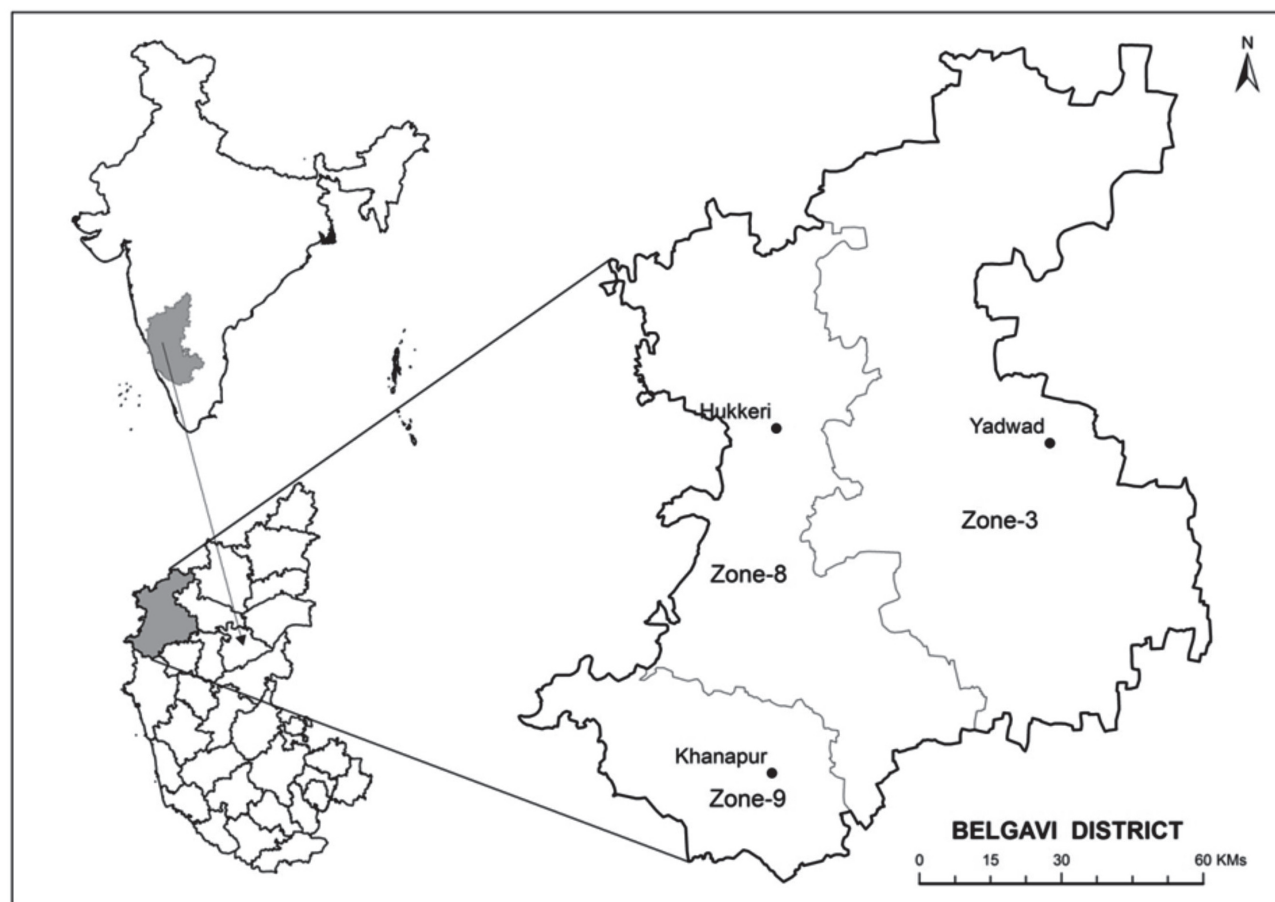 N
Hukkeri
Yadwad
Zone-3
Zone-8
Khanapur
Zone-9
BELGAVI DISTRICT
0 15 30 60 KMs